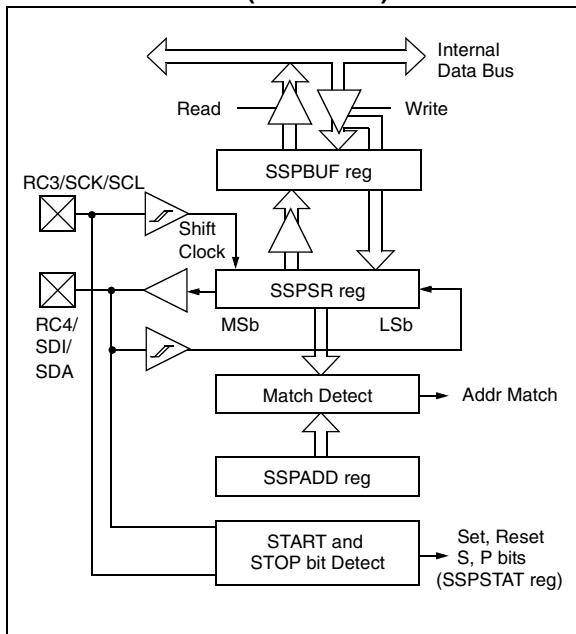 Internal
Data Bus
Read
Write
SSPBUF reg
RC3/SCK/SCL
Shift
Clock
SSPSR reg
MSb
LSb
RC4/
SDI/
SDA
Match Detect
Addr Match
SSPADD reg
START and
STOP bit Detect
Set, Reset
S, P bits
(SSPSTAT reg)